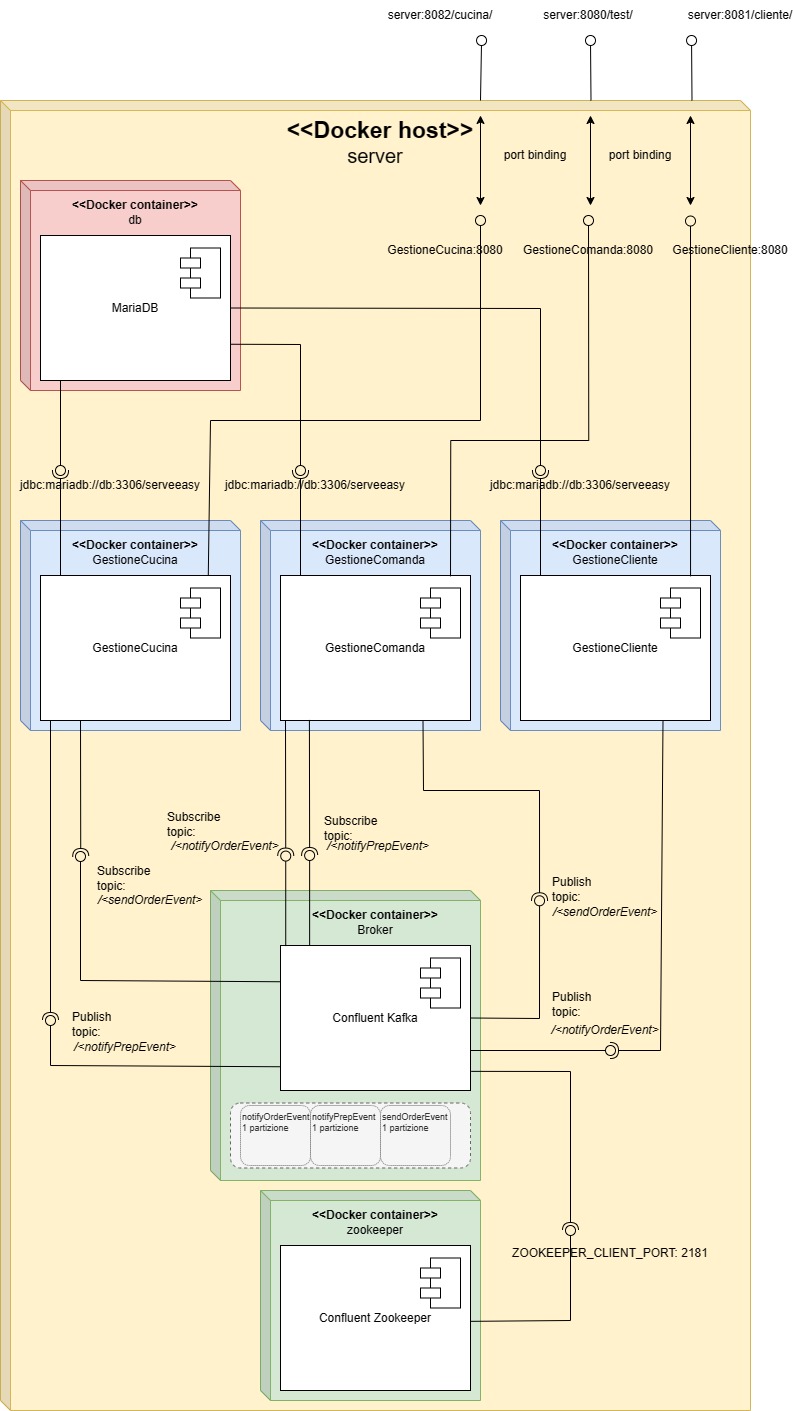 server:8082/cucina/
server:8080/test/
server:8081/cliente/
<<Docker host>>
server
port binding
port binding
<<Docker container>>
db
MariaDB
GestioneCucina:8080
GestioneComanda:8080
GestioneCliente:8080
jdbc:mariadb://db:3306/serveeasy
jdbc:mariadb://db:3306/serveeasy
jdbc:mariadb://db:3306/serveeasy
<<Docker container>>
GestioneCucina
GestioneCucina
<<Docker container>>
GestioneComanda
GestioneComanda
<<Docker container>>
GestioneCliente
GestioneCliente
Subscribe
topic:
/<notifyOrderEvent>
Subscribe
topic:
/<notifyPrepEvent>
Subscribe
topic:
/<sendOrderEvent>
Publish
topic:
/<sendOrderEvent>
<<Docker container>>
Broker
Confluent Kafka
Publish
topic:
/<notifyPrepEvent>
Publish
topic:
/<notifyOrderEvent>
notifyOrderEvent
1 partizione
notifyPrepEvent
1 partizione
sendOrderEvent
1 partizione
<<Docker container>>
zookeeper
ZOOKEEPER_CLIENT_PORT: 2181
Confluent Zookeeper